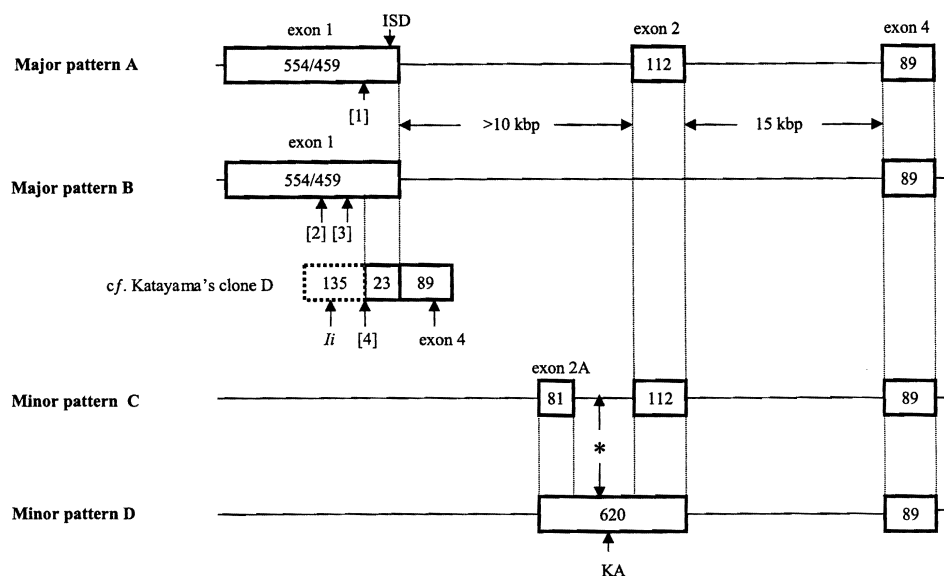 ISD
exon 1 exon 2 exon 4
Major pattern A 554/459 112 89
[1]
>10 kbp 15 kbp
exon 1
Major pattern B 554/459 89
[2] [3]
cf. Katayama's clone D 135 23 89
Ii [4] exon 4
exon 2A
Minor pattern C 81 112 89
*
Minor pattern D 620 89
KA